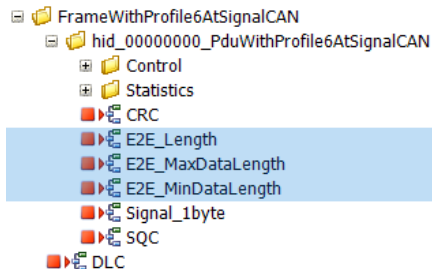 FrameWithProfile6AtSignalCAN
hid_00000000_PduWithProfile6AtSignalCAN
Control
Statistics
CRC
E2E_Length
E2E_MaxDataLength
E2E_MinDataLength
Signal_1byte
SQC
DLC